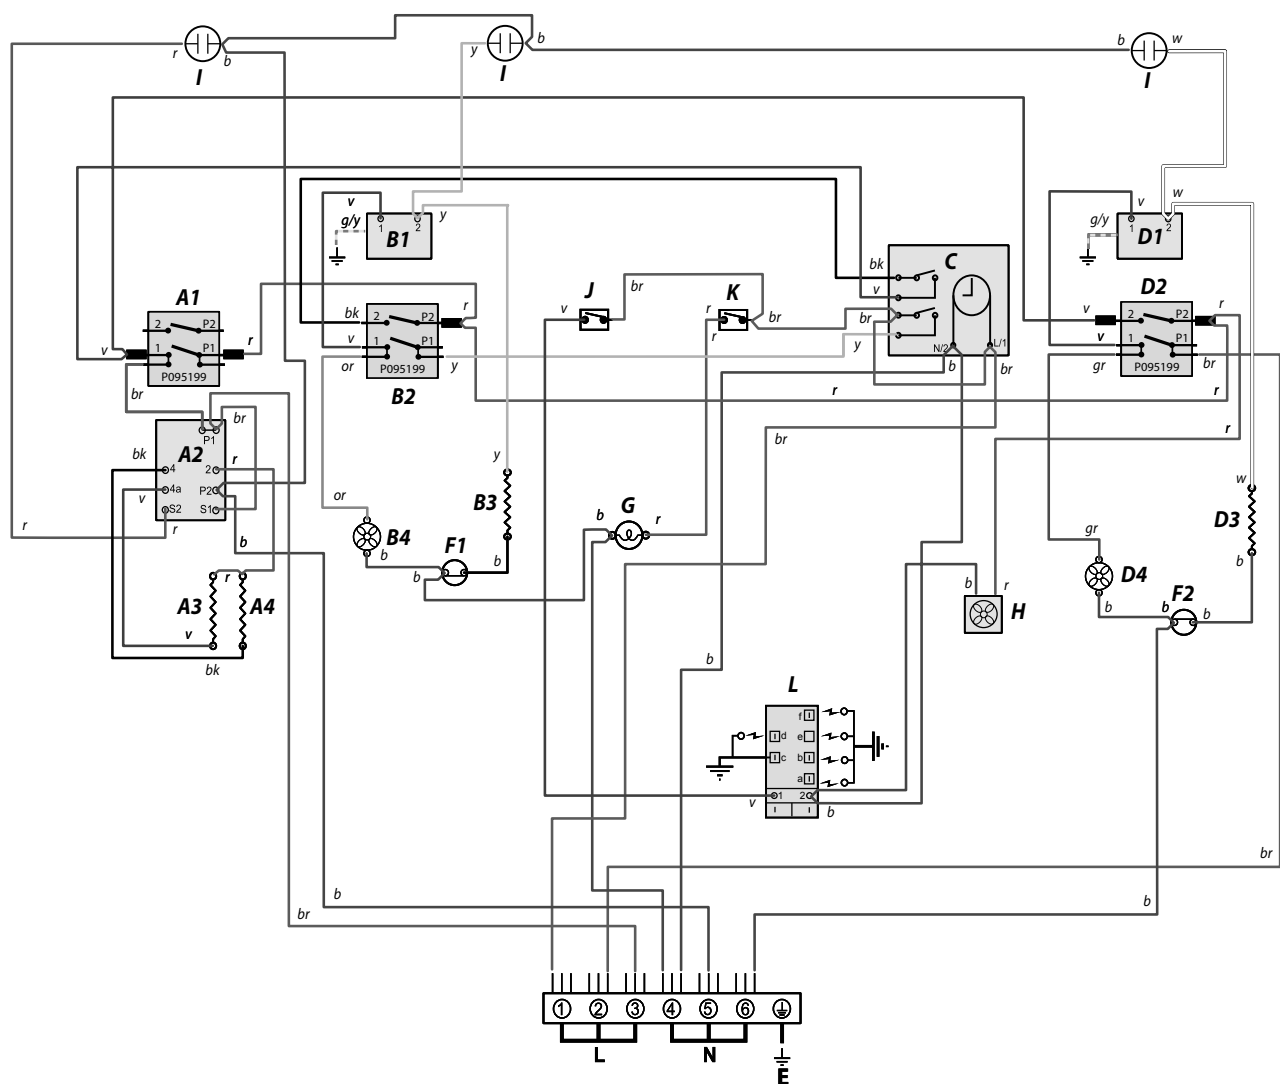 r
I
b
y
I
b
b
w
I
v
g/y
1
2
B1
y
v
w
g/y
1
2
D1
A1
2
P2
1
P1
P095199
v
r
br
bk
2
P2
r
v
1
P1
or
P095199
y
B2
v
J
br
r
K
r
br
bk
C
v
br
y
N/2
L/1
b
br
D2
v
2
P2
r
v
1
P1
gr
P095199
br
r
br
r
br
P1
bk
A2
r
4
2
v
4a
P2
S2
S1
r
r
b
y
B3
or
B4
b
F1
b
b
b
G
r
w
D3
gr
D4
b
b
F2
b
b
A3
r
A4
v
bk
b
r
H
b
L
f
d
e
c
b
a
1
2
v
b
br
b
br
b
1
2
3
4
5
6
L
N
E